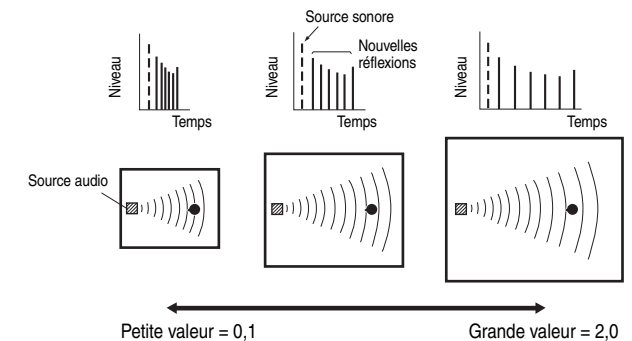 Source sonore
Nouvelles
réflexions
Niveau
Temps
Niveau
Temps
Niveau
Temps
Source audio
Petite valeur = 0,1
Grande valeur = 2,0